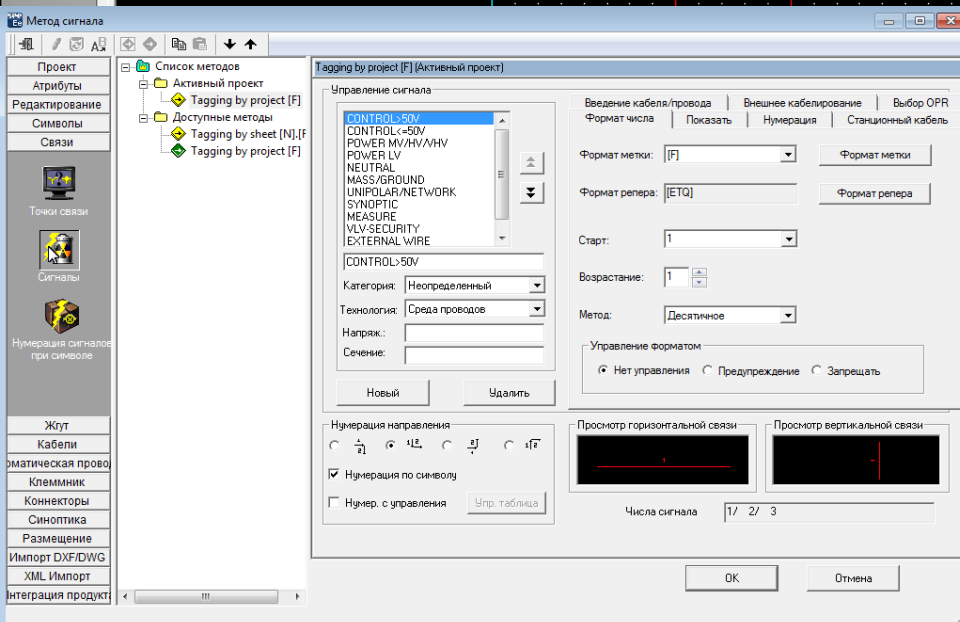 Метод сигнала
Проект
Атрибуты
Редактирование
Символы
Связи
Точки связи
Сигналы
Нумерация сигналов
при символе
Жгут
Кабели
оматическая провод
Клеммник
Коннекторы
Синоптика
Размещение
Импорт DXF/DWG
XML Импорт
Интеграция продукта
Список методов
Активный проект
Tagging by project [F]
Доступные методы
Tagging by sheet [N].[F
Tagging by project [F]
Tagging by project [F] (Активный проект)
Управление сигнала
CONTROL>50V
CONTROL<=50V
POWER MV/HV/VHV
POWER LV
NEUTRAL
MASS/GROUND
UNIPOLAR/NETWORK
SYNOPTIC
MEASURE
VLV-SECURITY
EXTERNAL WIRE
CONTROL>50V
Категория: Неопределенный
Технология: Среда проводов
Напряж.:
Сечение:
Новый
Удалить
Введение кабеля/провода
Внешнее кабелирование
Выбор OPR
Формат числа
Показать
Нумерация
Станционный кабель
Формат метки: [F]
Формат метки
Формат репера: [ETQ]
Формат репера
Старт: 1
Возрастание: 1
Метод: Десятичное
Управление форматом
Нет управления
Предупреждение
Запрещать
Нумерация направления
Нумерация по символу
Нумер. с управления
Упр. таблица
Просмотр горизонтальной связи
1
Просмотр вертикальной связи
Числа сигнала
1/ 2/ 3
OK
Отмена